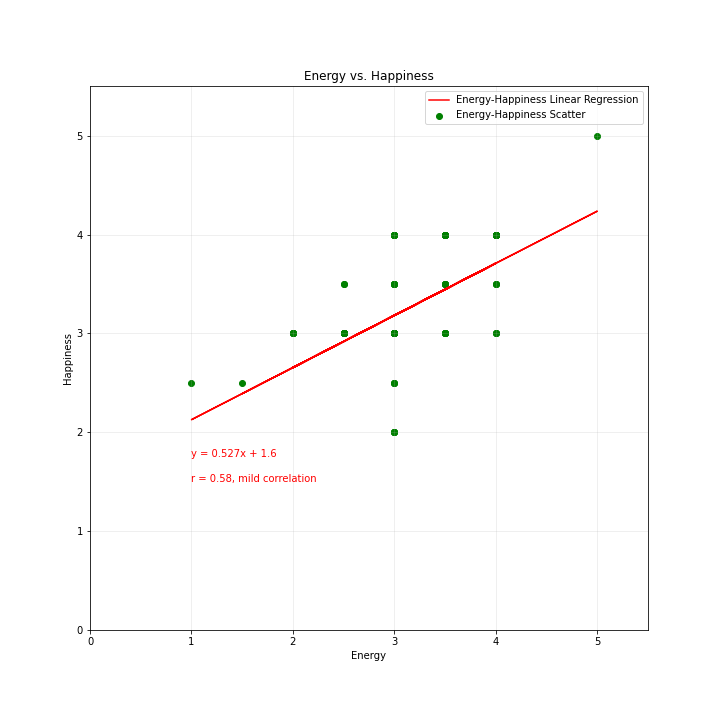 Energy vs. Happiness
Energy-Happiness Linear Regression
Energy-Happiness Scatter
5
4
3
2
1
0
Happiness
y = 0.527x + 1.6
r = 0.58, mild correlation
0 1 2 3 4 5
Energy